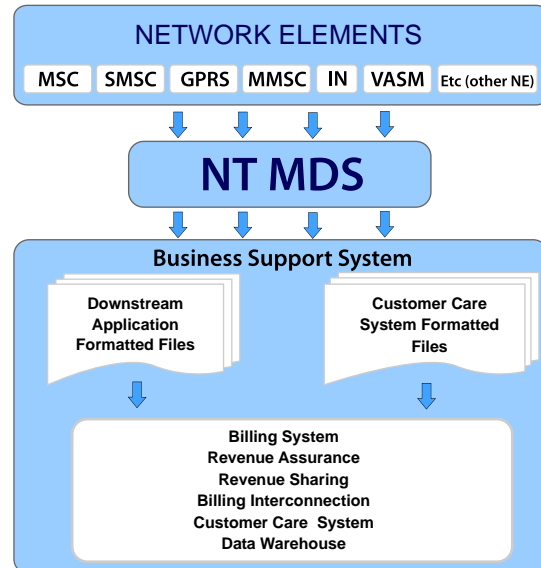 NETWORK ELEMENTS
MSC SMSC GPRS MMSC IN VASM Etc (other NE)
NT MDS
Business Support System
Downstream
Application
Formatted Files
Customer Care
System Formatted
Files
Billing System
Revenue Assurance
Revenue Sharing
Billing Interconnection
Customer Care System
Data Warehouse